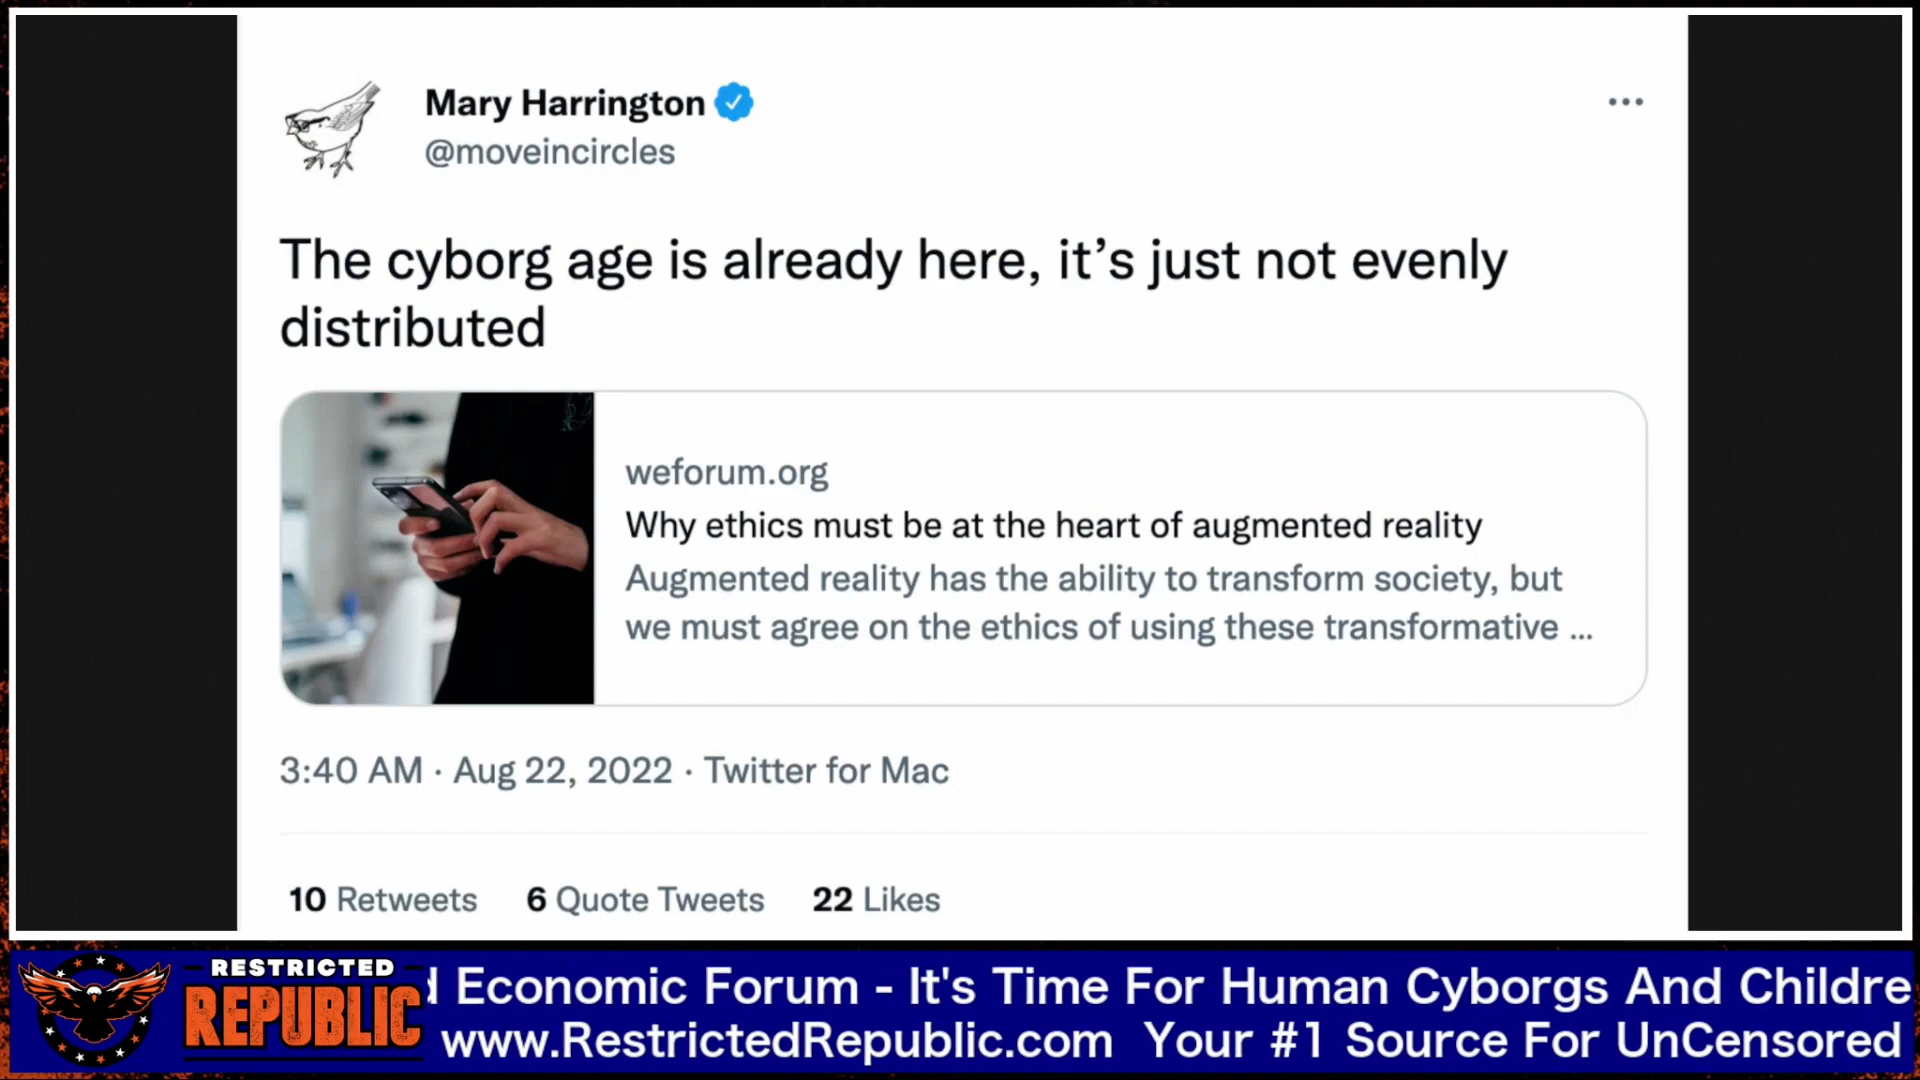 Mary Harrington
@moveincircles
The cyborg age is already here, it's just not evenly
distributed
weforum.org
Why ethics must be at the heart of augmented reality
Augmented reality has the ability to transform society, but
we must agree on the ethics of using these transformative ...
3:40 AM · Aug 22, 2022 · Twitter for Mac
10 Retweets 6 Quote Tweets 22 Likes
RESTRICTED
REPUBLIC
Economic Forum - It's Time For Human Cyborgs And Childre
www.RestrictedRepublic.com Your #1 Source For UnCensored